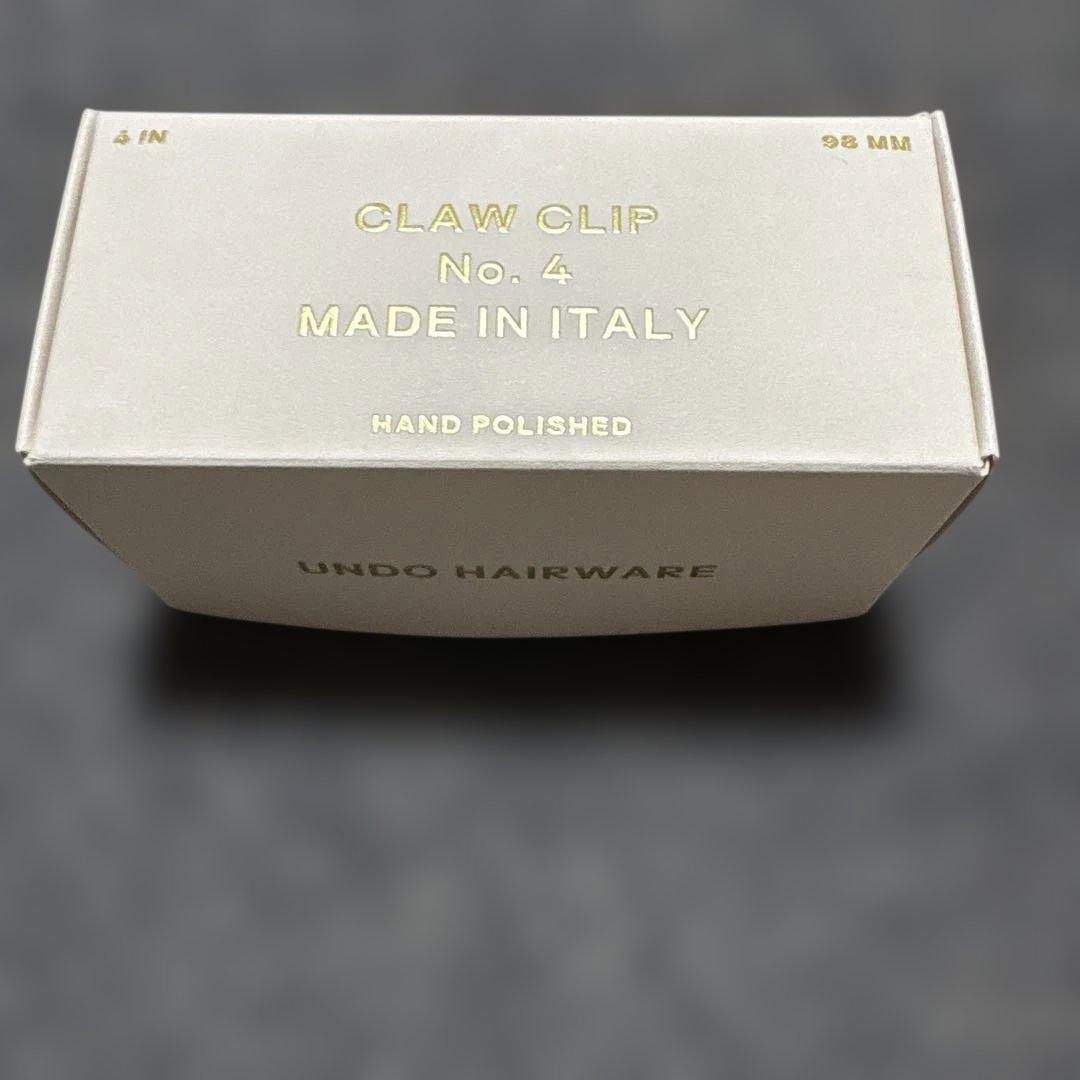 4 IN 98 MM
CLAW CLIP
No. 4
MADE IN ITALY
HAND POLISHED
UNDO HAIRWARE